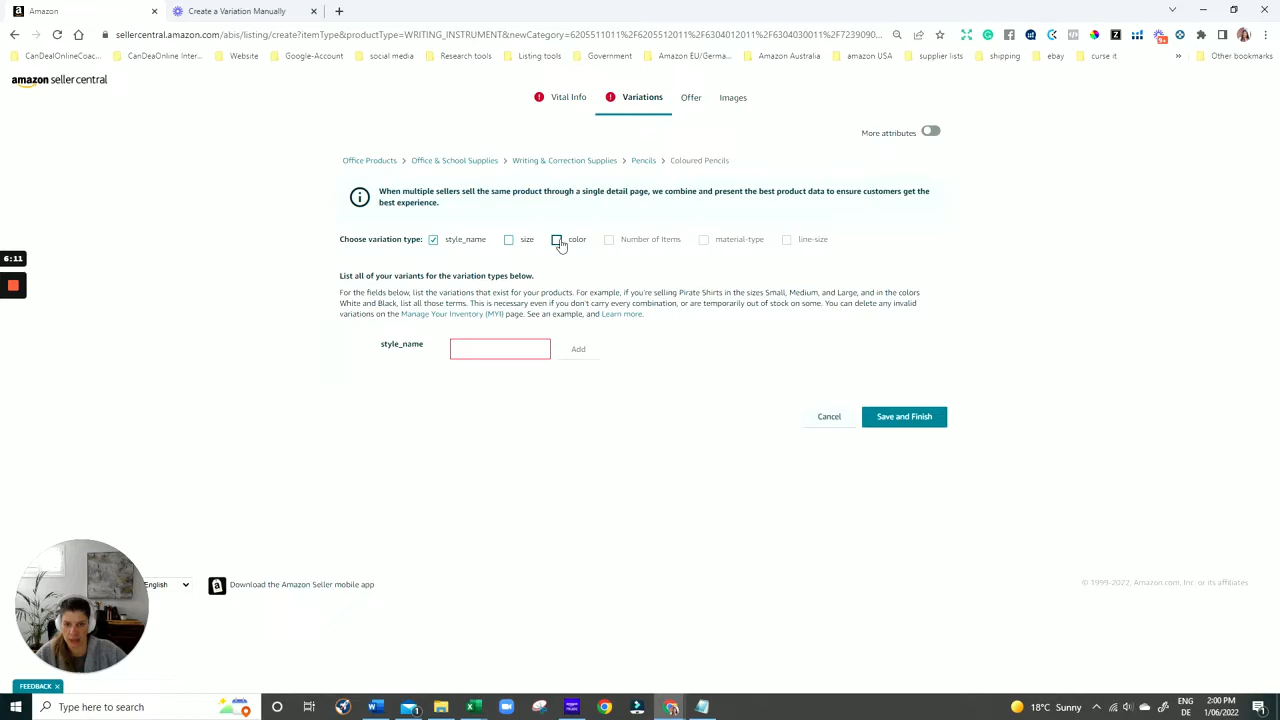 Amazon
Create a Variation Manually
sellercentral.amazon.com/abis/listing/create?itemType&productType=WRITING_INSTRUMENT&newCategory=6205511011%2F6205512011%2F6304012011%2F6304030011%2F7239090...
CanDealOnlineCoac...
CanDeaOnline Inter...
Website
Google-Account
social media
Research tools
Listing tools
Government
Amazon EU/Germa...
Amazon Australia
amazon USA
supplier lists
shipping
ebay
curse it
»
Other bookmarks
amazon seller central
Vital Info
Variations
Offer
Images
More attributes
Office Products > Office & School Supplies > Writing & Correction Supplies > Pencils > Coloured Pencils
When multiple sellers sell the same product through a single detail page, we combine and present the best product data to ensure customers get the
best experience.
Choose variation type: style_name size color Number of Items material-type line-size
6:11
List all of your variants for the variation types below.
For the fields below, list the variations that exist for your products. For example, if you're selling Pirate Shirts in the sizes Small, Medium, and Large, and in the colors
White and Black, list all those terms. This is necessary even if you don't carry every combination, or are temporarily out of stock on some. You can delete any invalid
variations on the Manage Your Inventory (MYI) page. See an example, and Learn more.
style_name
Add
Cancel
Save and Finish
English
Download the Amazon Seller mobile app
© 1999-2022, Amazon.com, Inc. or its affiliates
FEEDBACK ×
Type here to search
18°C Sunny
ENG
DE
2:00 PM
1/06/2022